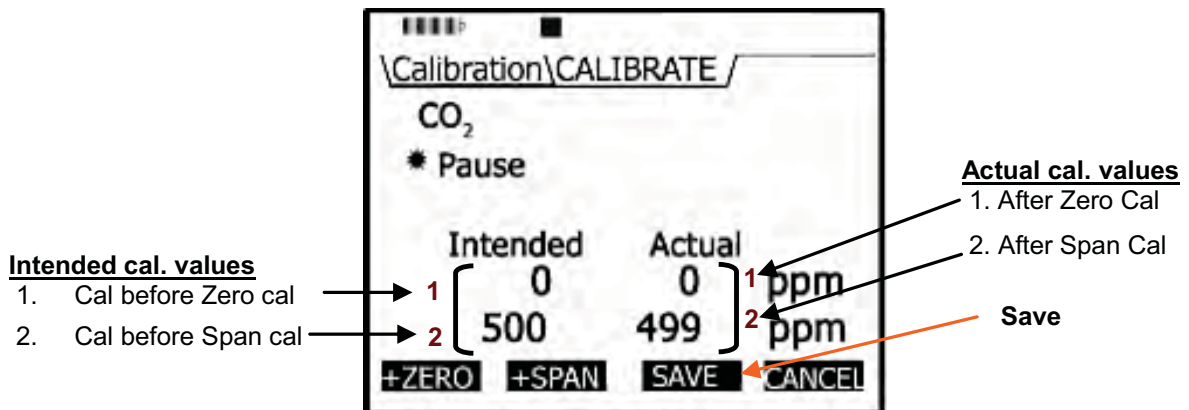 \Calibration\CALIBRATE/
CO₂
* Pause
Intended Actual
0 0 ppm
500 499 ppm
+ZERO +SPAN SAVE CANCEL
Intended cal. values
1. Cal before Zero cal
2. Cal before Span cal
1
2
Actual cal. values
1. After Zero Cal
2. After Span Cal
1
2
Save